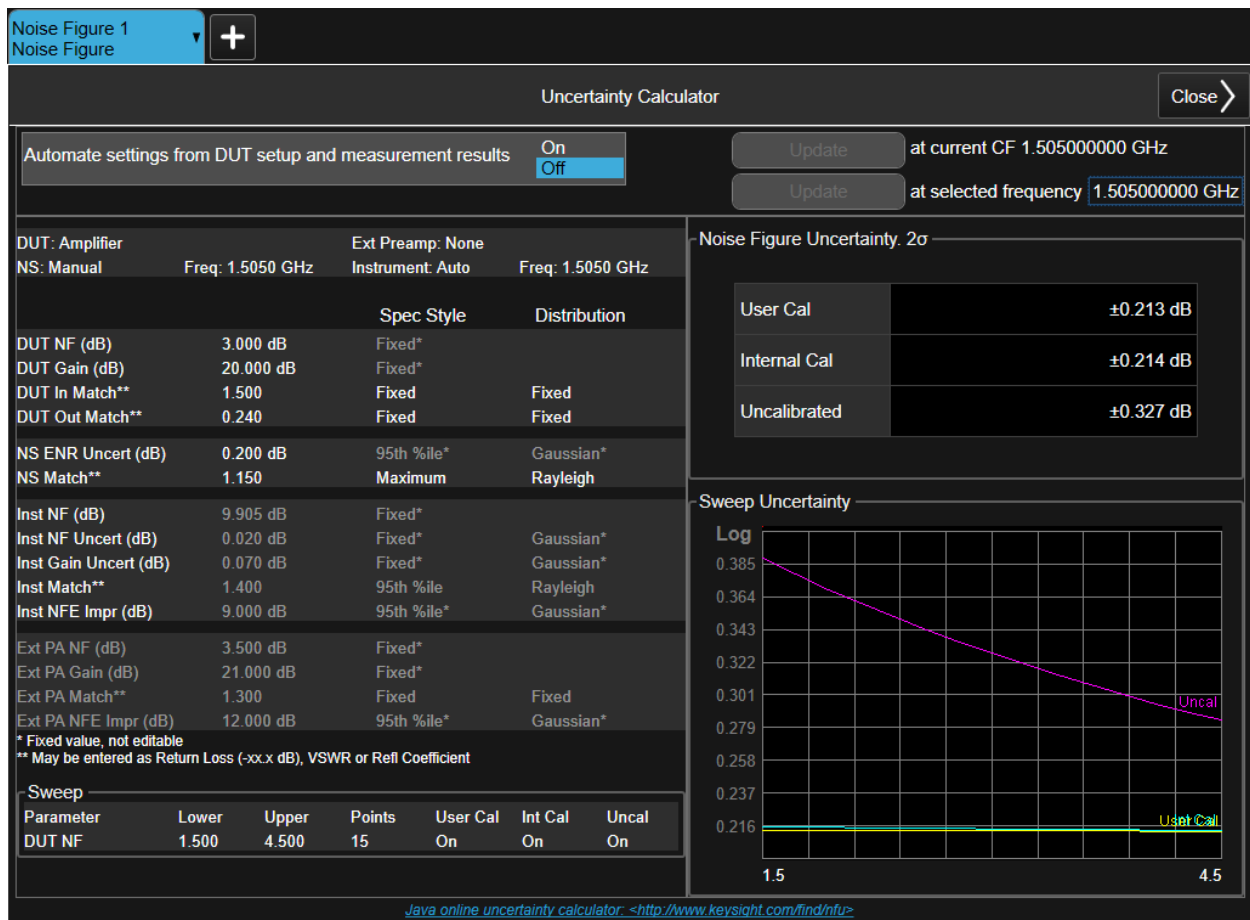 Noise Figure 1
Noise Figure
Uncertainty Calculator
Close
Automate settings from DUT setup and measurement results
On
Off
Update at current CF 1.505000000 GHz
Update at selected frequency 1.505000000 GHz
DUT: Amplifier Ext Preamp: None
NS: Manual Freq: 1.5050 GHz Instrument: Auto Freq: 1.5050 GHz
Spec Style Distribution
DUT NF (dB) 3.000 dB Fixed*
DUT Gain (dB) 20.000 dB Fixed*
DUT In Match** 1.500 Fixed Fixed
DUT Out Match** 0.240 Fixed Fixed
NS ENR Uncert (dB) 0.200 dB 95th %ile* Gaussian*
NS Match** 1.150 Maximum Rayleigh
Inst NF (dB) 9.905 dB Fixed*
Inst NF Uncert (dB) 0.020 dB Fixed* Gaussian*
Inst Gain Uncert (dB) 0.070 dB Fixed* Gaussian*
Inst Match** 1.400 95th %ile Rayleigh
Inst NFE Impr (dB) 9.000 dB 95th %ile* Gaussian*
Ext PA NF (dB) 3.500 dB Fixed*
Ext PA Gain (dB) 21.000 dB Fixed*
Ext PA Match** 1.300 Fixed Fixed
Ext PA NFE Impr (dB) 12.000 dB 95th %ile* Gaussian*
* Fixed value, not editable
** May be entered as Return Loss (-xx.x dB), VSWR or Refl Coefficient
Sweep
Parameter Lower Upper Points User Cal Int Cal Uncal
DUT NF 1.500 4.500 15 On On On
Noise Figure Uncertainty. 2σ
User Cal ±0.213 dB
Internal Cal ±0.214 dB
Uncalibrated ±0.327 dB
Sweep Uncertainty
Log
0.385
0.364
0.343
0.322
0.301
Uncal
0.279
0.258
0.237
0.216
User Cal
Int Cal
1.5 4.5
Java online uncertainty calculator: <http://www.keysight.com/find/nfu>